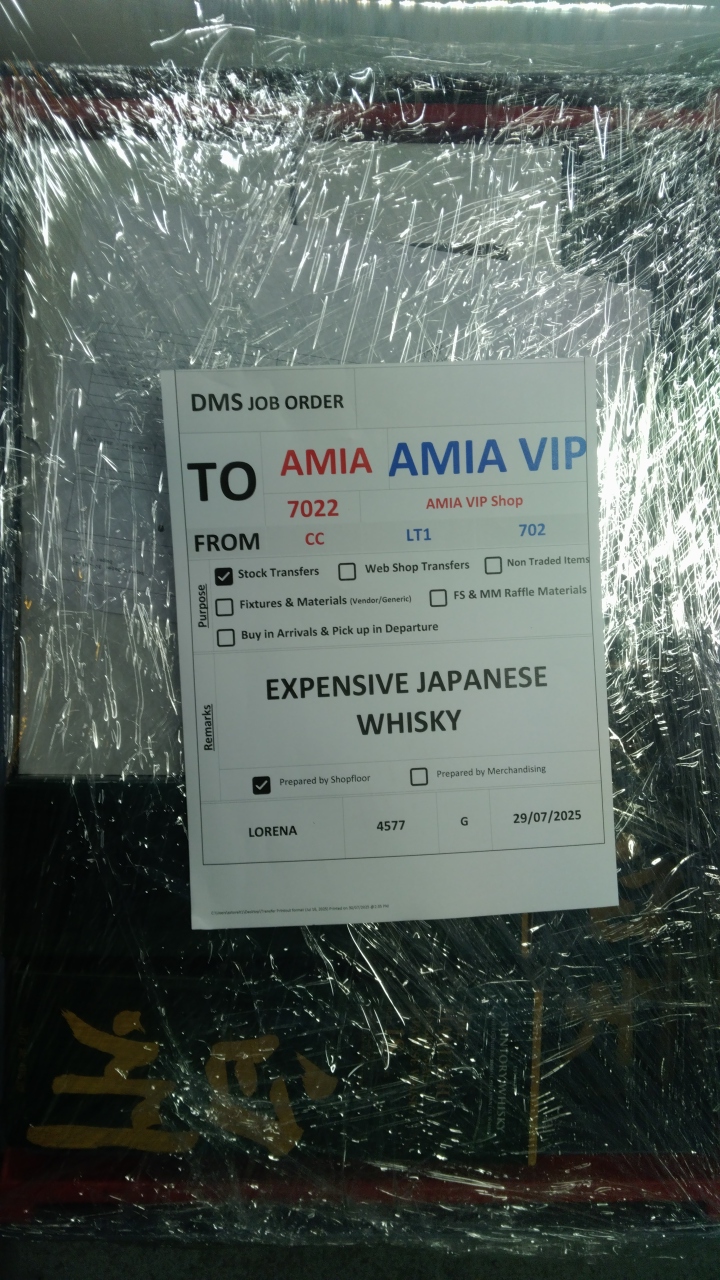 DMS JOB ORDER
TO AMIA AMIA VIP
7022 AMIA VIP Shop
FROM CC LT1 702
Purpose
Stock Transfers Web Shop Transfers Non Traded Items
Fixtures & Materials (Vendor/Generic) FS & MM Raffle Materials
Buy in Arrivals & Pick up in Departure
Remarks
EXPENSIVE JAPANESE
WHISKY
Prepared by Shopfloor Prepared by Merchandising
LORENA 4577 G 29/07/2025